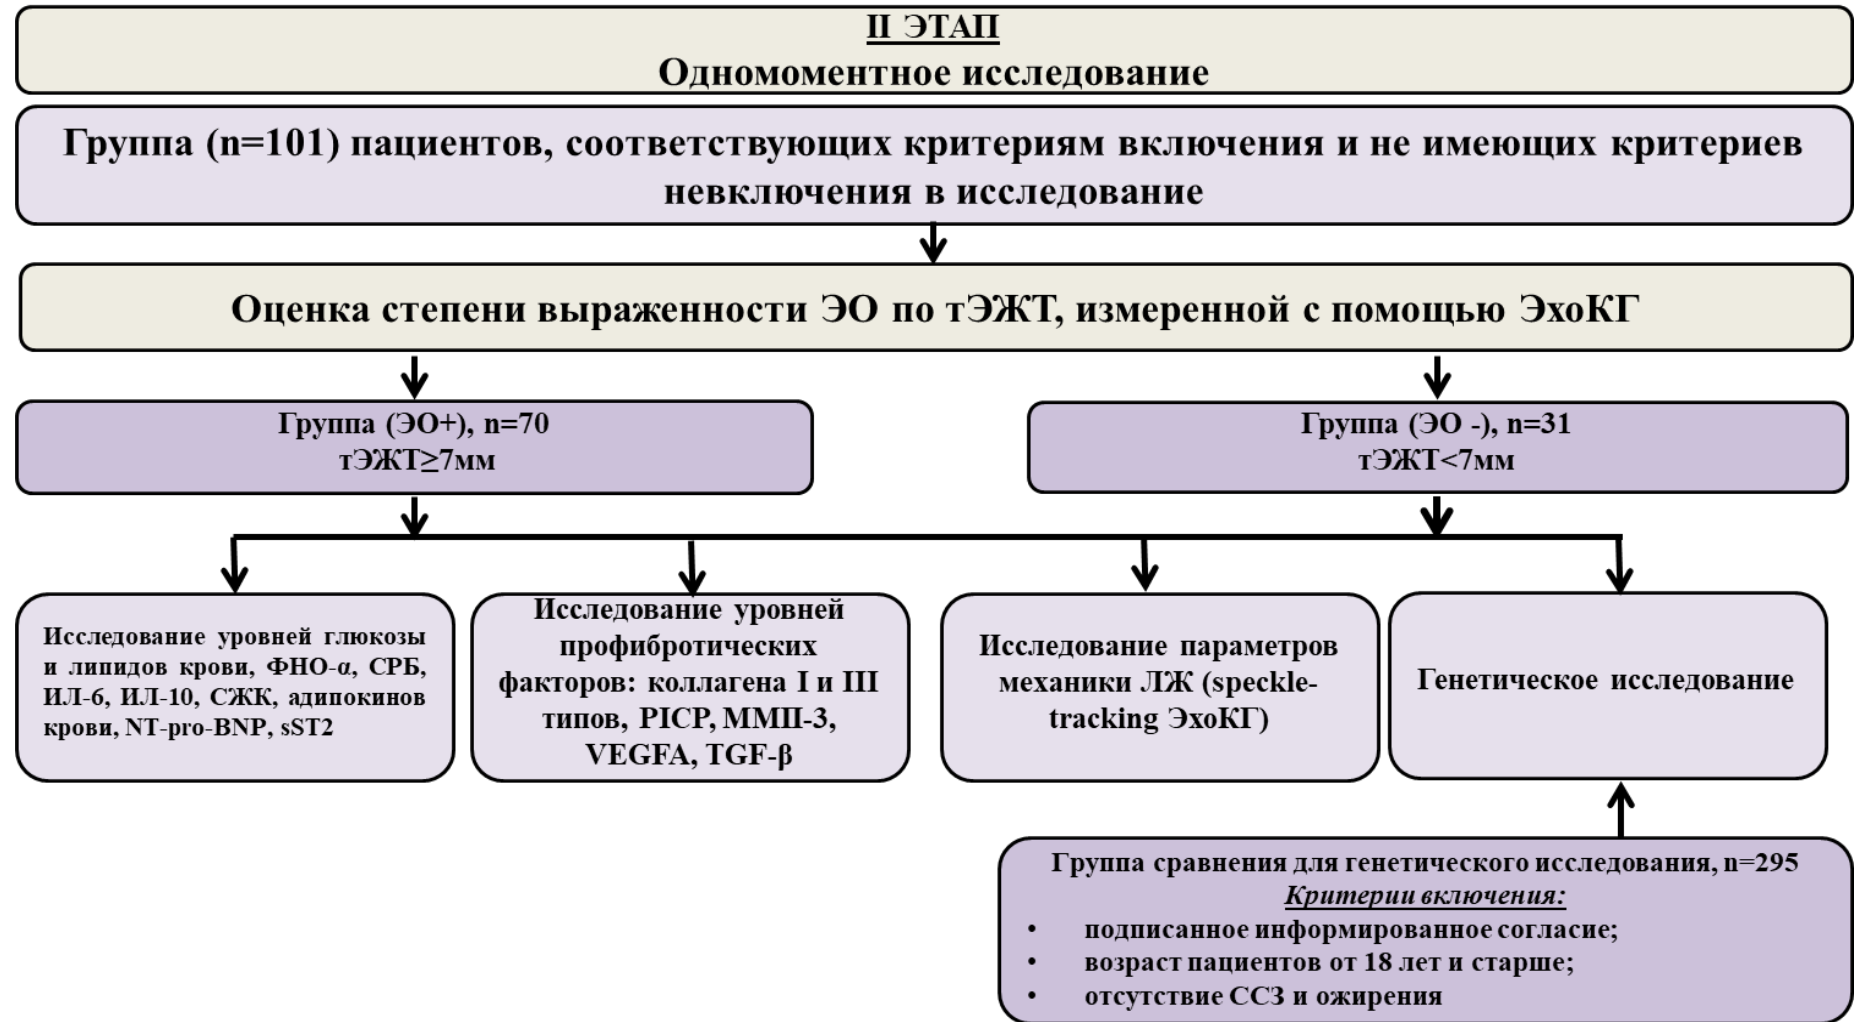 II ЭТАП
Одномоментное исследование
Группа (n=101) пациентов, соответствующих критериям включения и не имеющих критериев
невключения в исследование
Оценка степени выраженности ЭО по тЭЖТ, измеренной с помощью ЭхоКГ
Группа (ЭО+), n=70
тЭЖТ≥7мм
Группа (ЭО -), n=31
тЭЖТ<7мм
Исследование уровней глюкозы
и липидов крови, ФНО-α, СРБ,
ИЛ-6, ИЛ-10, СЖК, адипокинов
крови, NT-pro-BNP, sST2
Исследование уровней
профибротических
факторов: коллагена I и III
типов, PICP, ММП-3,
VEGFA, TGF-β
Исследование параметров
механики ЛЖ (speckle-
tracking ЭхоКГ)
Генетическое исследование
Группа сравнения для генетического исследования, n=295
Критерии включения:
• подписанное информированное согласие;
• возраст пациентов от 18 лет и старше;
• отсутствие ССЗ и ожирения